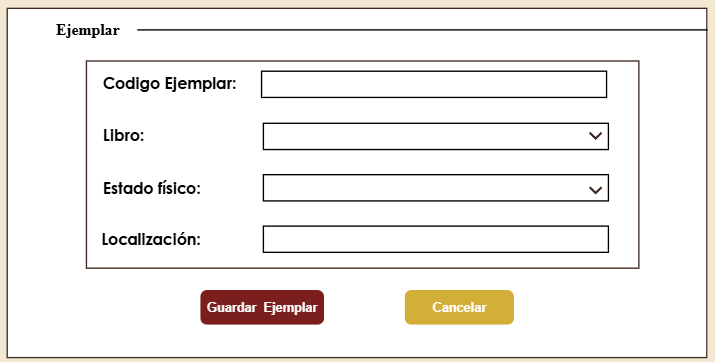 Ejemplar
Codigo Ejemplar:
Libro:
Estado físico:
Localización:
Guardar Ejemplar
Cancelar